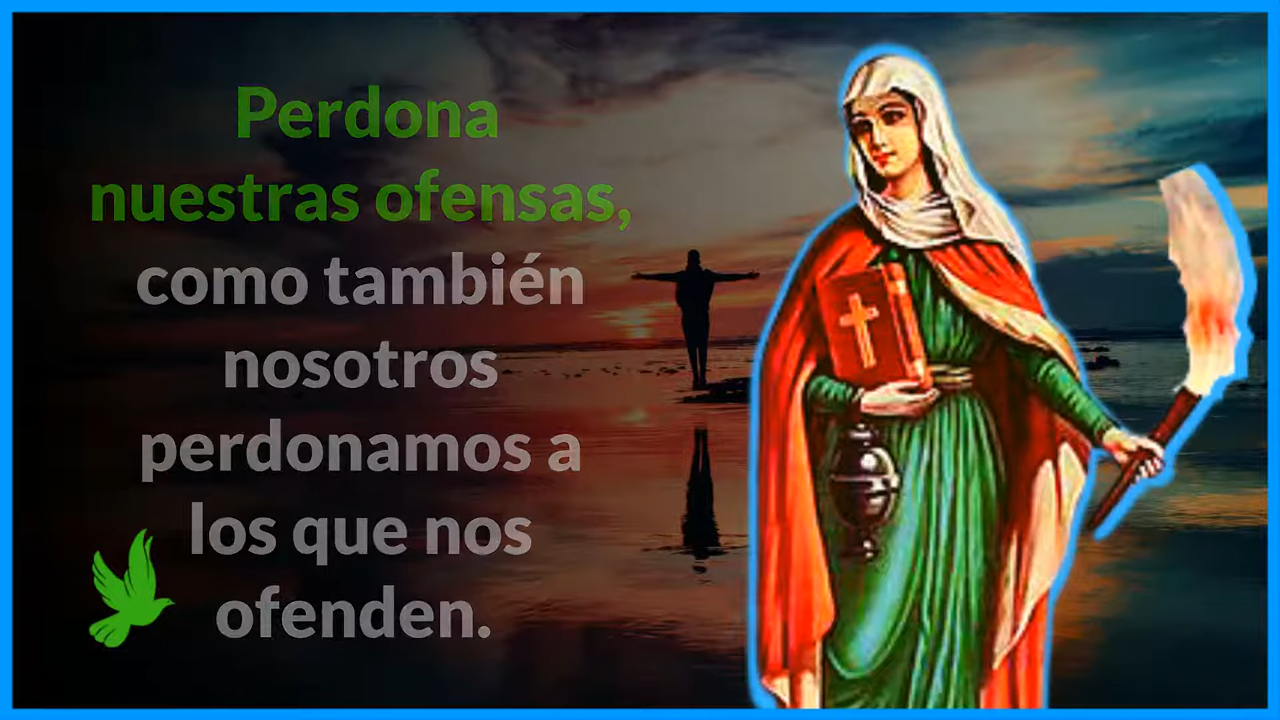 Perdona
nuestras ofensas,
como también
nosotros
perdonamos a
los que nos
ofenden.